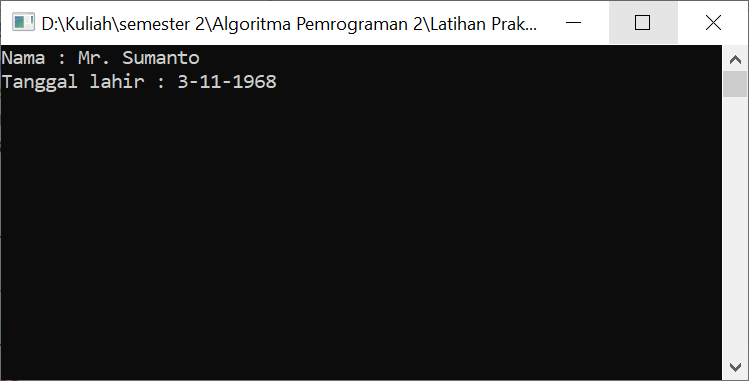 D:\Kuliah\semester 2\Algoritma Pemrograman 2\Latihan Prak...
Nama : Mr. Sumanto
Tanggal lahir : 3-11-1968